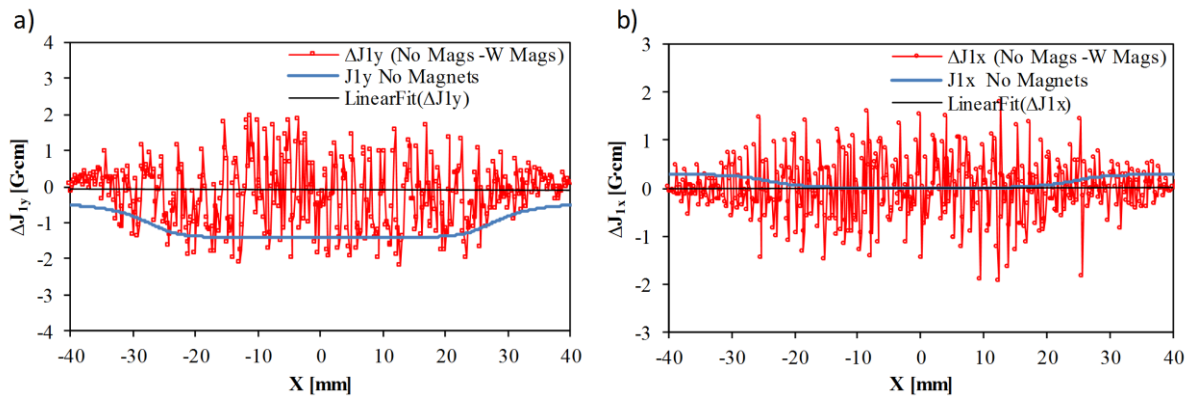 a)
ΔJ1y (No Mags -W Mags)
J1y No Magnets
LinearFit(ΔJ1y)
ΔJ1y [G·cm]
4
3
2
1
0
-1
-2
-3
-4
-40 -30 -20 -10 0 10 20 30 40
X [mm]
b)
ΔJ1x (No Mags -W Mags)
J1x No Magnets
LinearFit(ΔJ1x)
ΔJ1x [G·cm]
3
2
1
0
-1
-2
-3
-40 -30 -20 -10 0 10 20 30 40
X [mm]